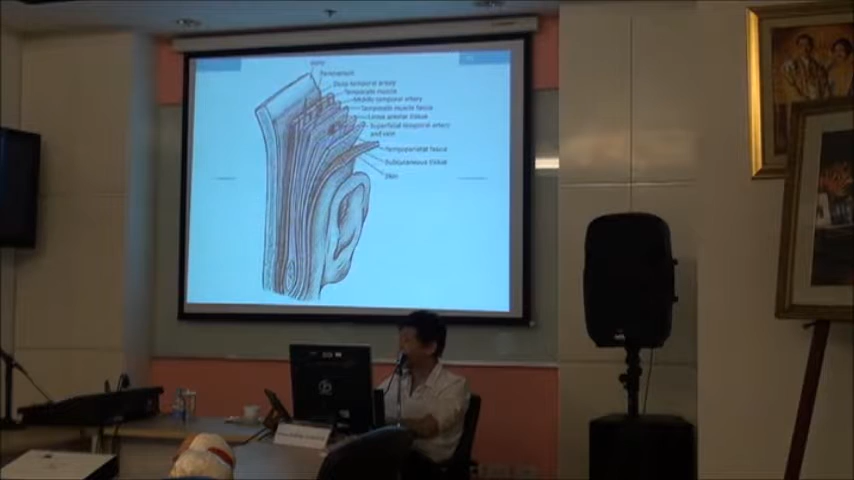 Pericranium
Deep temporal artery
Temporalis muscle
Middle temporal artery
Temporalis muscle fascia
Loose areolar tissue
Superficial temporal artery
and vein
Temporoparietal fascia
Subcutaneous tissue
Skin